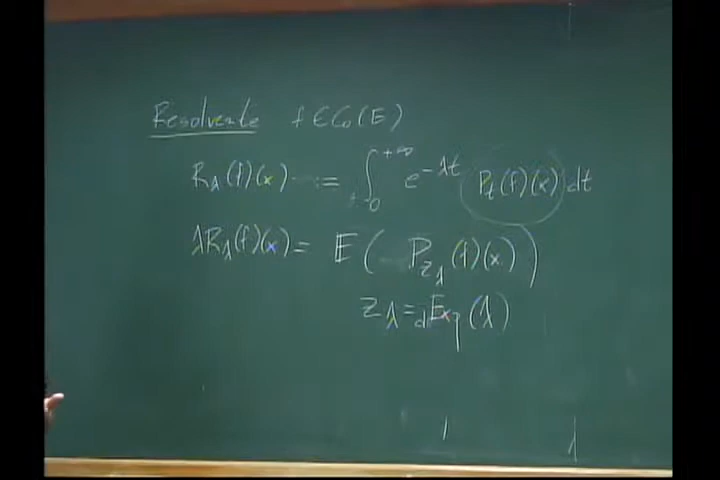 Resolvente f ∈ C₀(E)
R_λ(f)(x) := ∫_{t=0}^{+∞} e^{-λt} P_t(f)(x) dt
λR_λ(f)(x) = E( P_{Z_λ}(f)(x) )
Z_λ =_d Exp(λ)